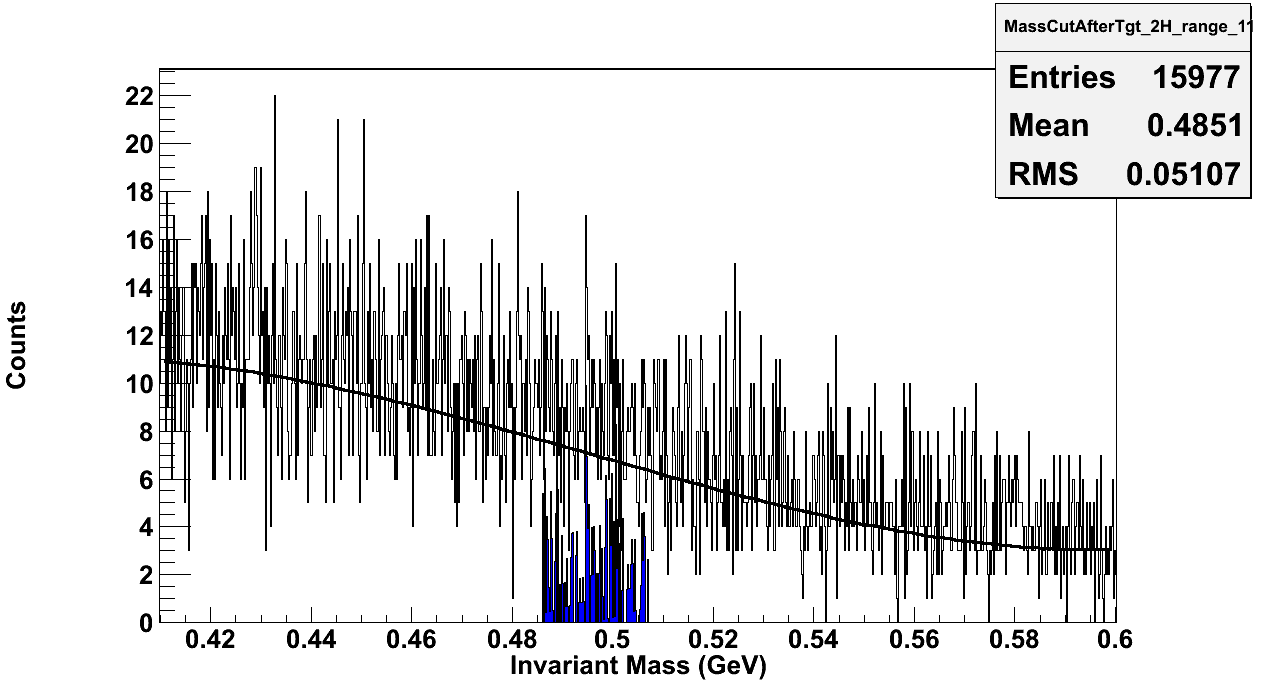 MassCutAfterTgt_2H_range_11
Entries 15977
Mean 0.4851
RMS 0.05107
22
20
18
16
14
12
10
8
6
4
2
0
Counts
0.42 0.44 0.46 0.48 0.5 0.52 0.54 0.56 0.58 0.6
Invariant Mass (GeV)